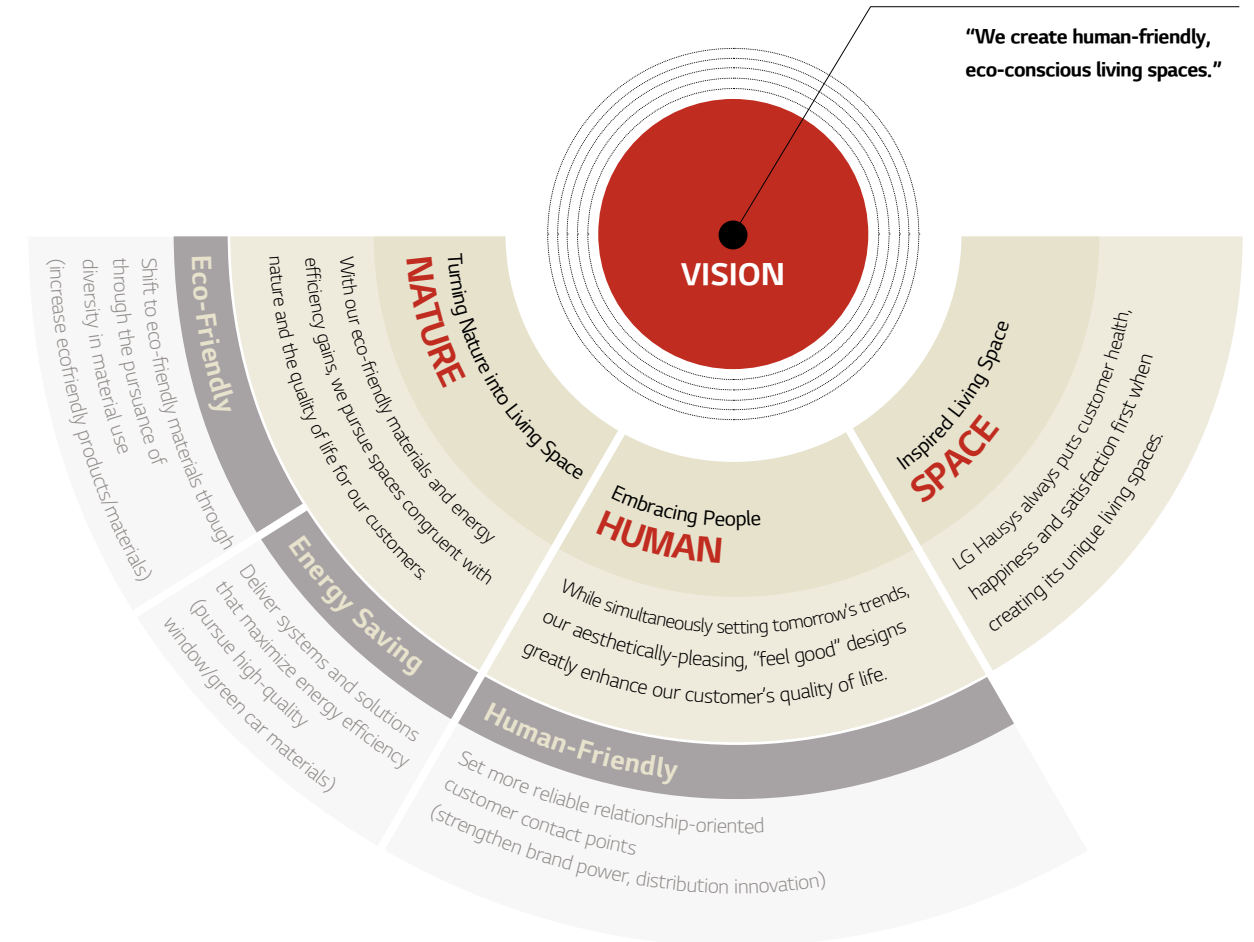 “We create human-friendly,
eco-conscious living spaces.”
VISION
Turning Nature into Living Space
NATURE
With our eco-friendly materials and energy
efficiency gains, we pursue spaces congruent with
nature and the quality of life for our customers.
Eco-Friendly
Shift to eco-friendly materials through
through the pursuance of
diversity in material use
(increase ecofriendly products/materials)
Energy Saving
Deliver systems and solutions
that maximize energy efficiency
(pursue high-quality
window/green car materials)
Embracing People
HUMAN
While simultaneously setting tomorrow’s trends,
our aesthetically-pleasing, “feel good” designs
greatly enhance our customer’s quality of life.
Human-Friendly
Set more reliable relationship-oriented
customer contact points
(strengthen brand power, distribution innovation)
Inspired Living Space
SPACE
LG Hausys always puts customer health,
happiness and satisfaction first when
creating its unique living spaces.